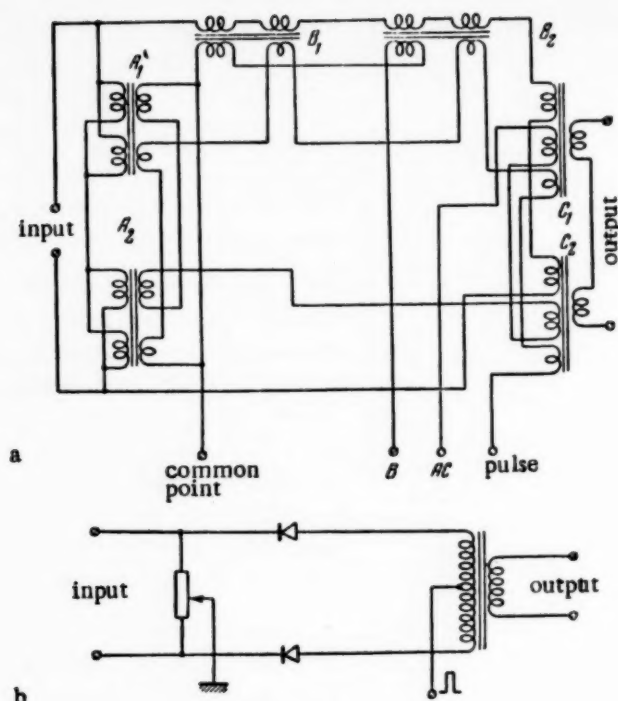 A₁'
B₁
B₂
input
A₂
C₁
C₂
output
a
common
point
B
AC
pulse
input
output
b